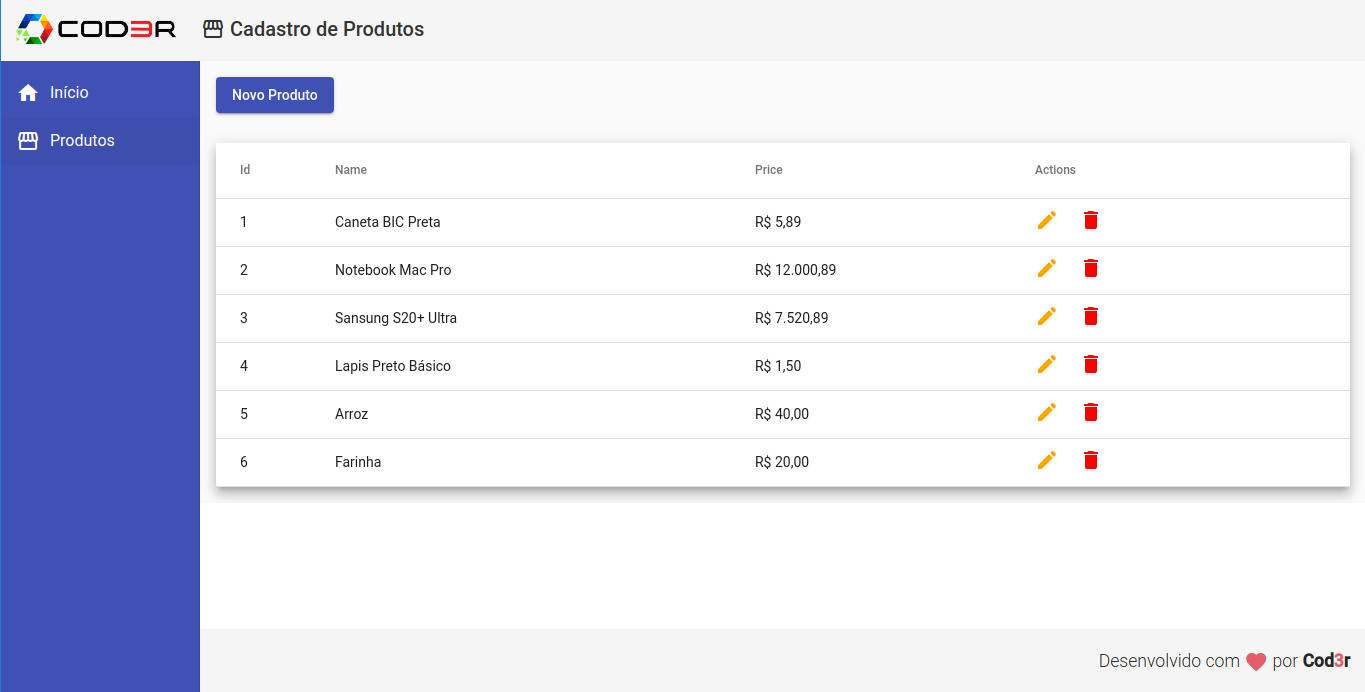 COD3R Cadastro de Produtos
Início
Produtos
Novo Produto
Id Name Price Actions
1 Caneta BIC Preta R$ 5,89
2 Notebook Mac Pro R$ 12.000,89
3 Sansung S20+ Ultra R$ 7.520,89
4 Lapis Preto Básico R$ 1,50
5 Arroz R$ 40,00
6 Farinha R$ 20,00
Desenvolvido com por Cod3r